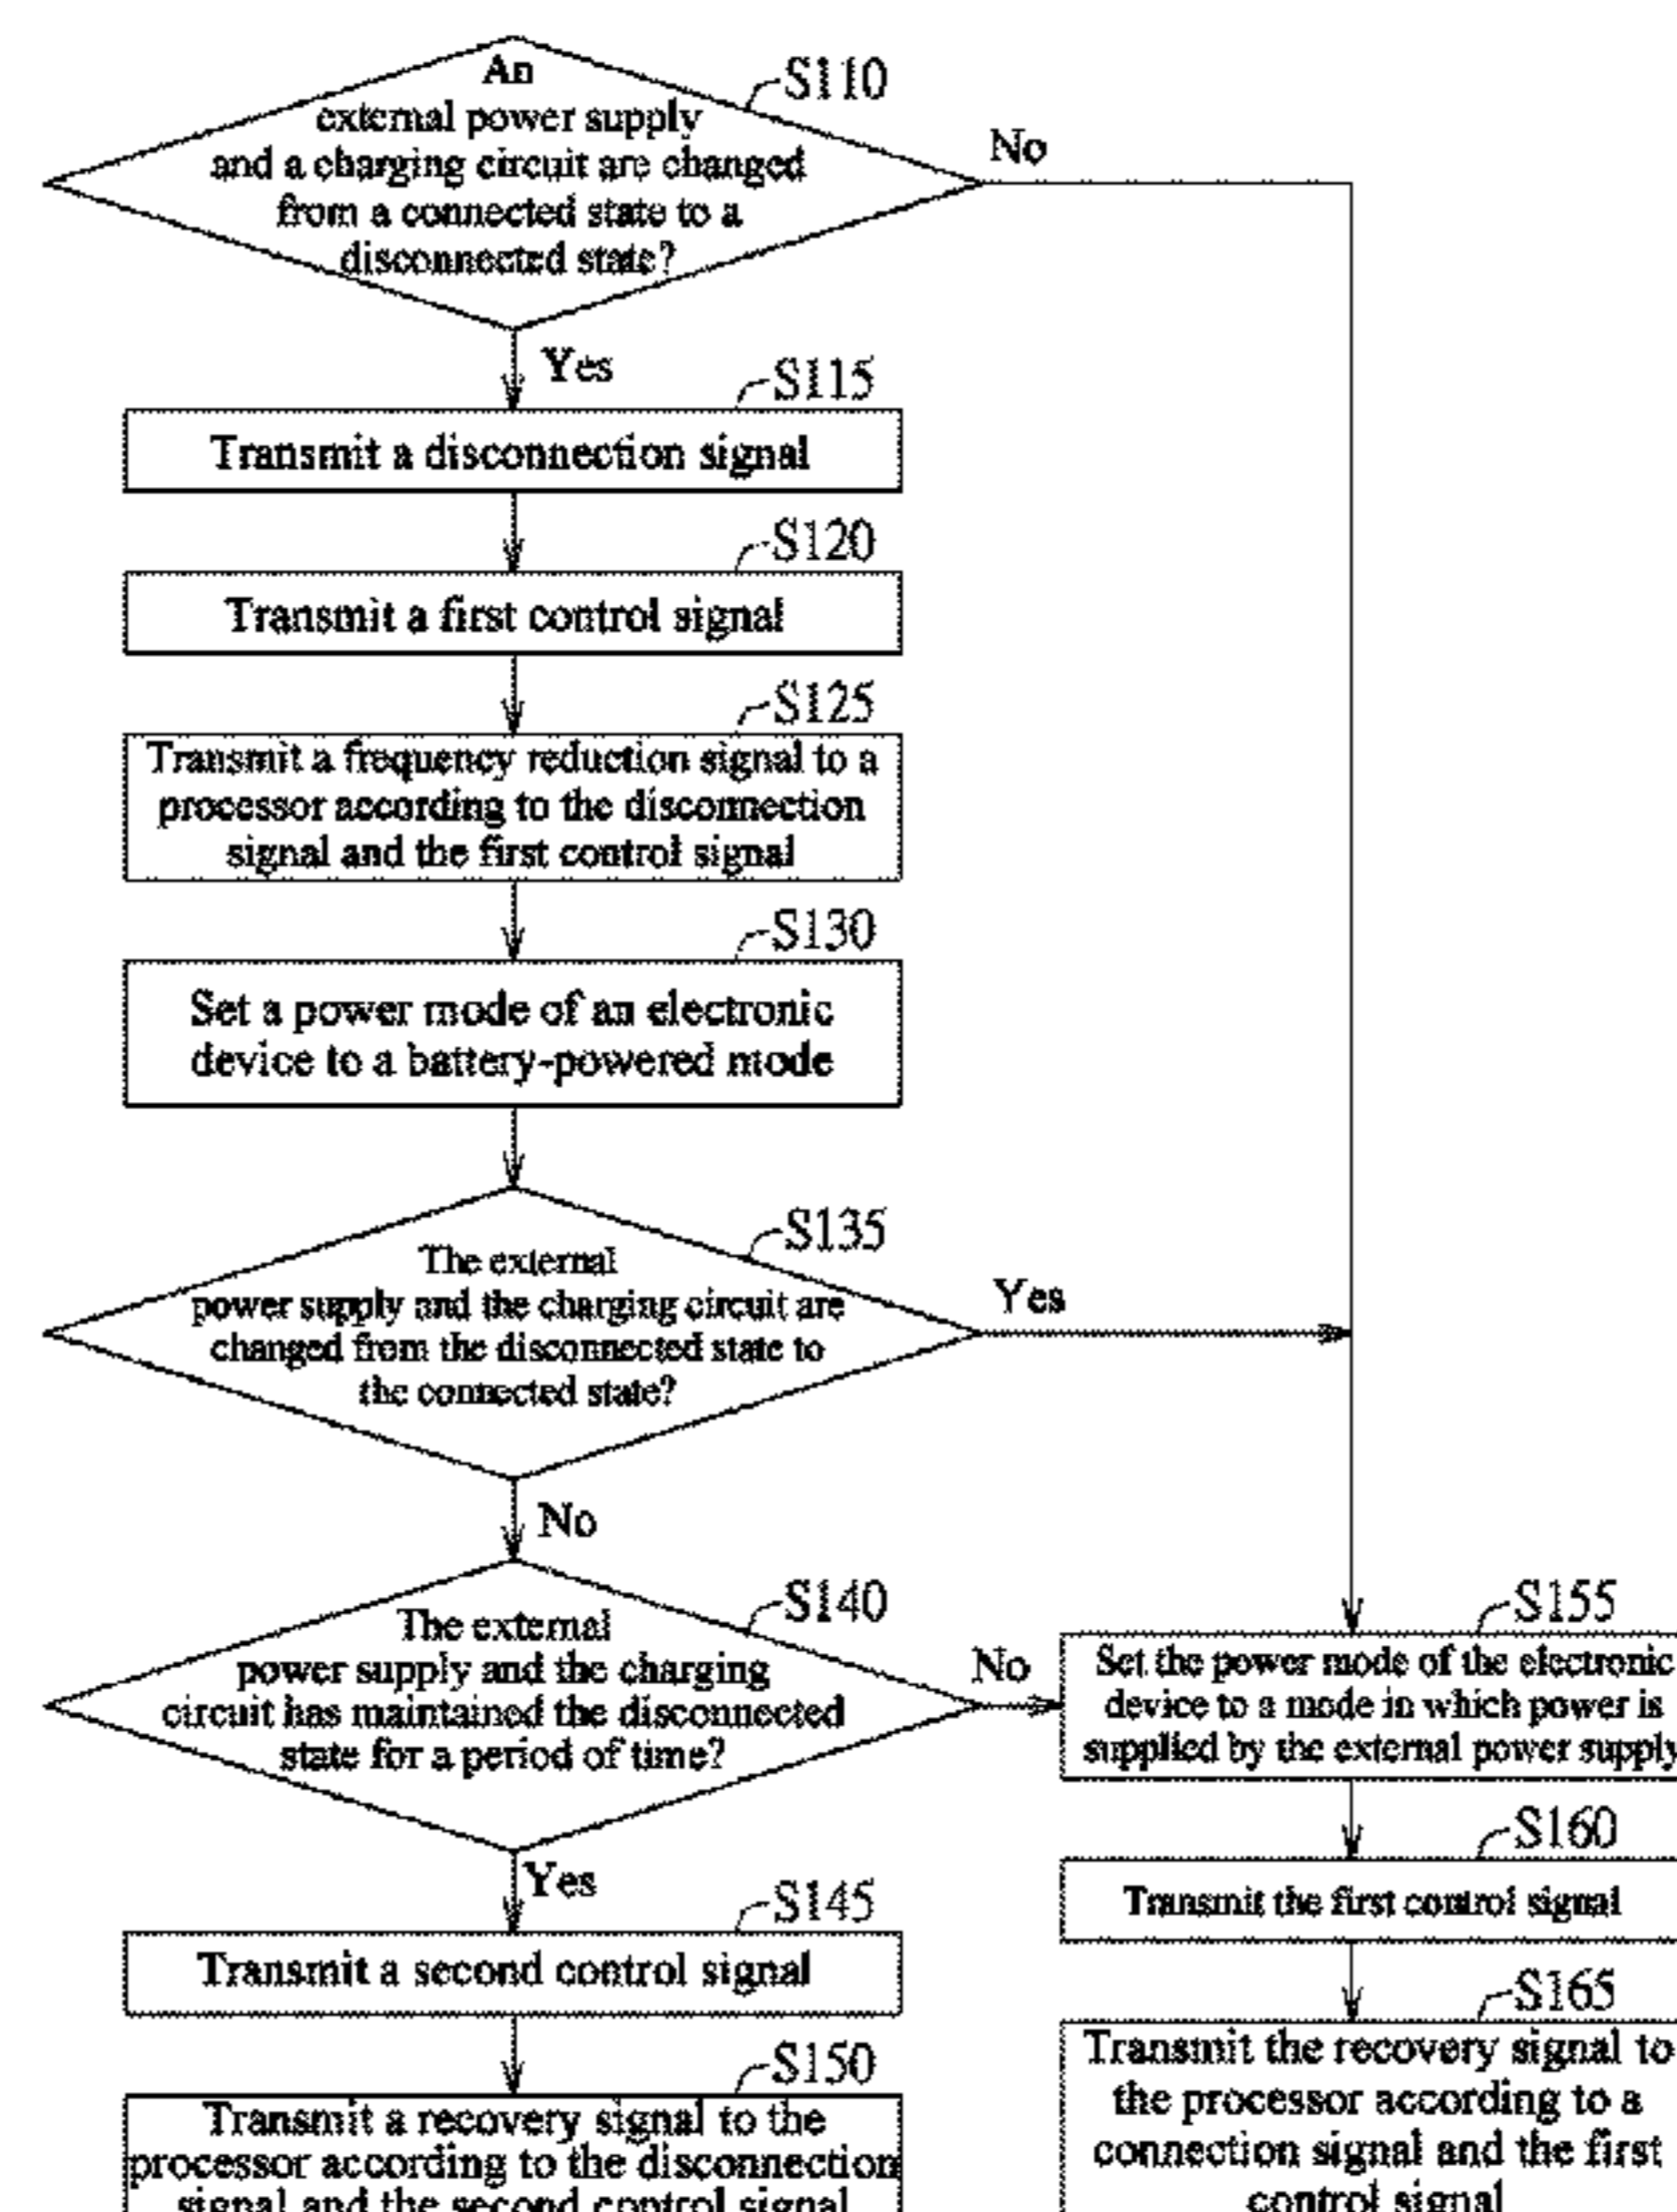 An
external power supply
and a charging circuit are changed
from a connected state to a
disconnected state?
S110
No
Yes
S115
Transmit a disconnection signal
S120
Transmit a first control signal
S125
Transmit a frequency reduction signal to a
processor according to the disconnection
signal and the first control signal
S130
Set a power mode of an electronic
device to a battery-powered mode
S135
The external
power supply and the charging circuit are
changed from the disconnected state to
the connected state?
Yes
No
S140
The external
power supply and the charging
circuit has maintained the disconnected
state for a period of time?
No
Yes
S145
Transmit a second control signal
S150
Transmit a recovery signal to the
processor according to the disconnection
signal and the second control signal
S155
Set the power mode of the electronic
device to a mode in which power is
supplied by the external power supply
S160
Transmit the first control signal
S165
Transmit the recovery signal to
the processor according to a
connection signal and the first
control signal